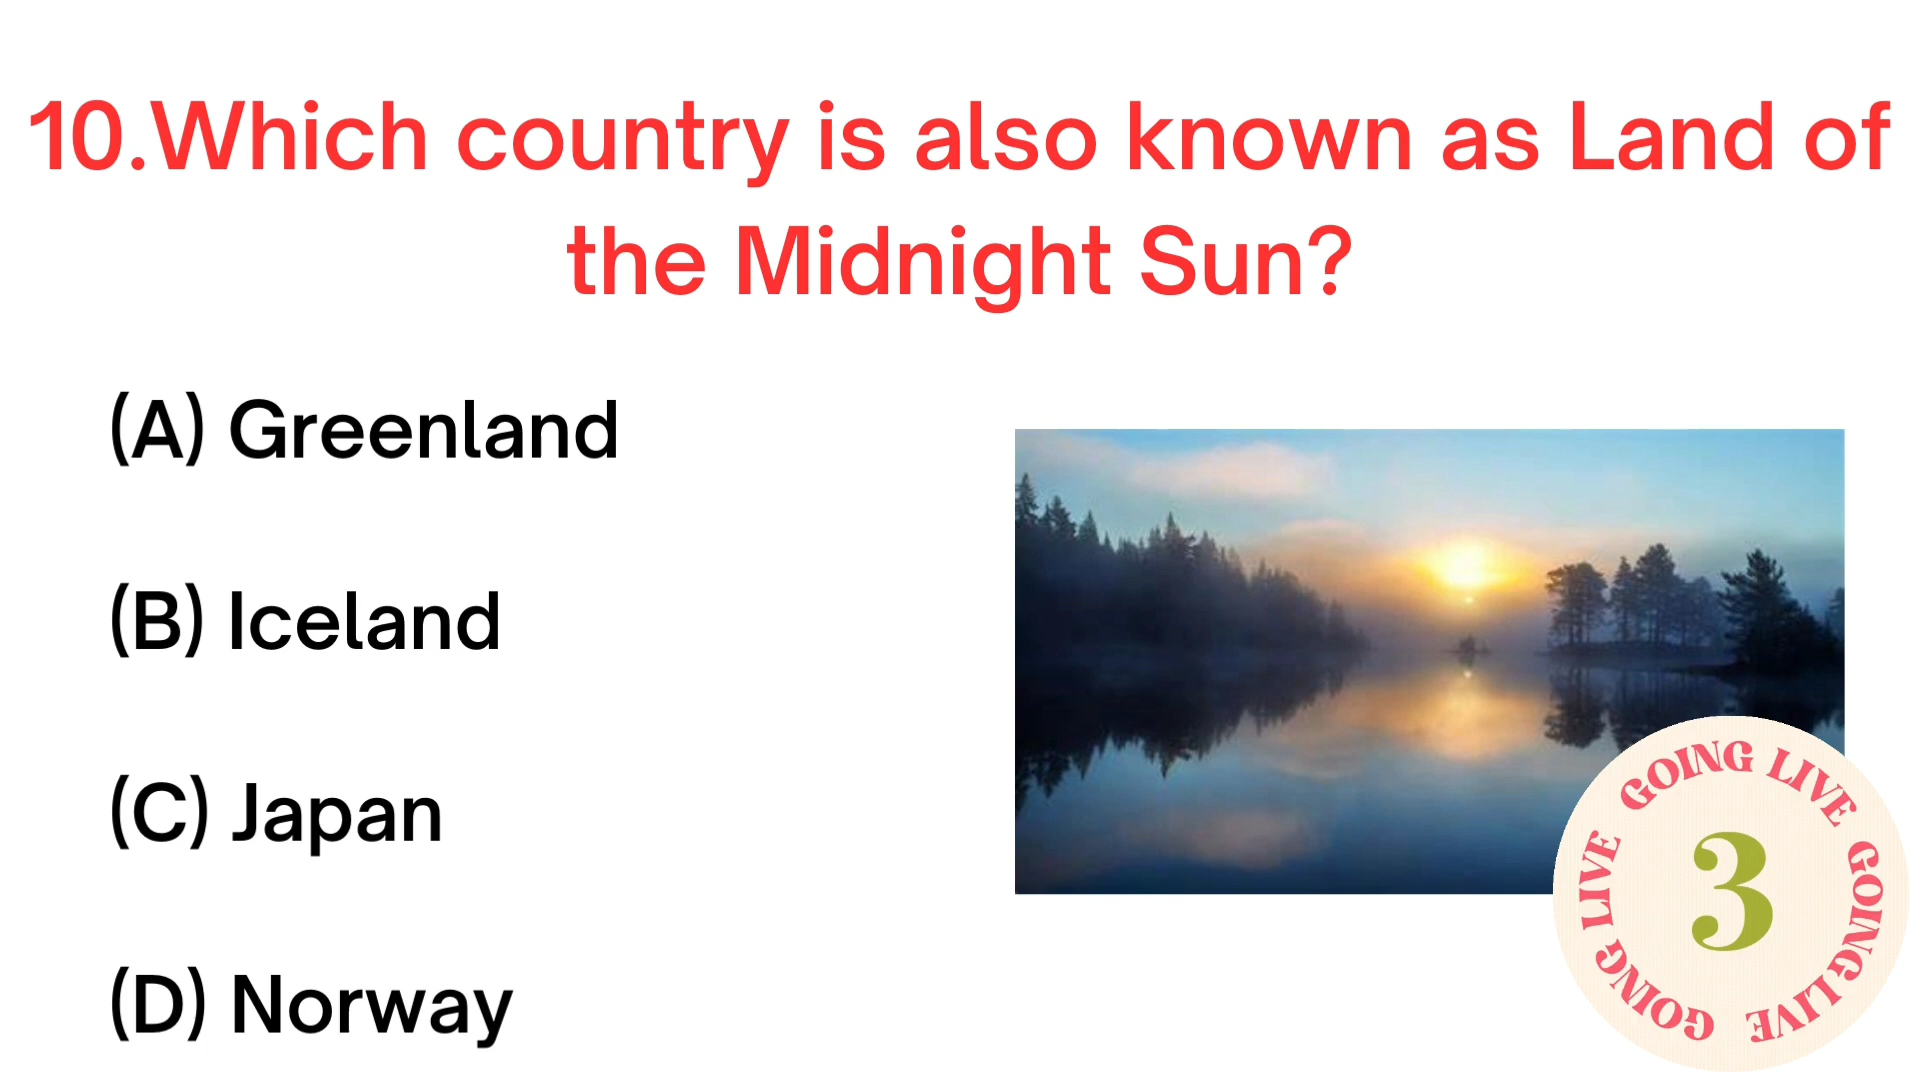 10.Which country is also known as Land of
the Midnight Sun?
(A) Greenland
(B) Iceland
(C) Japan
(D) Norway
GOING LIVE GOING LIVE GOING LIVE
3